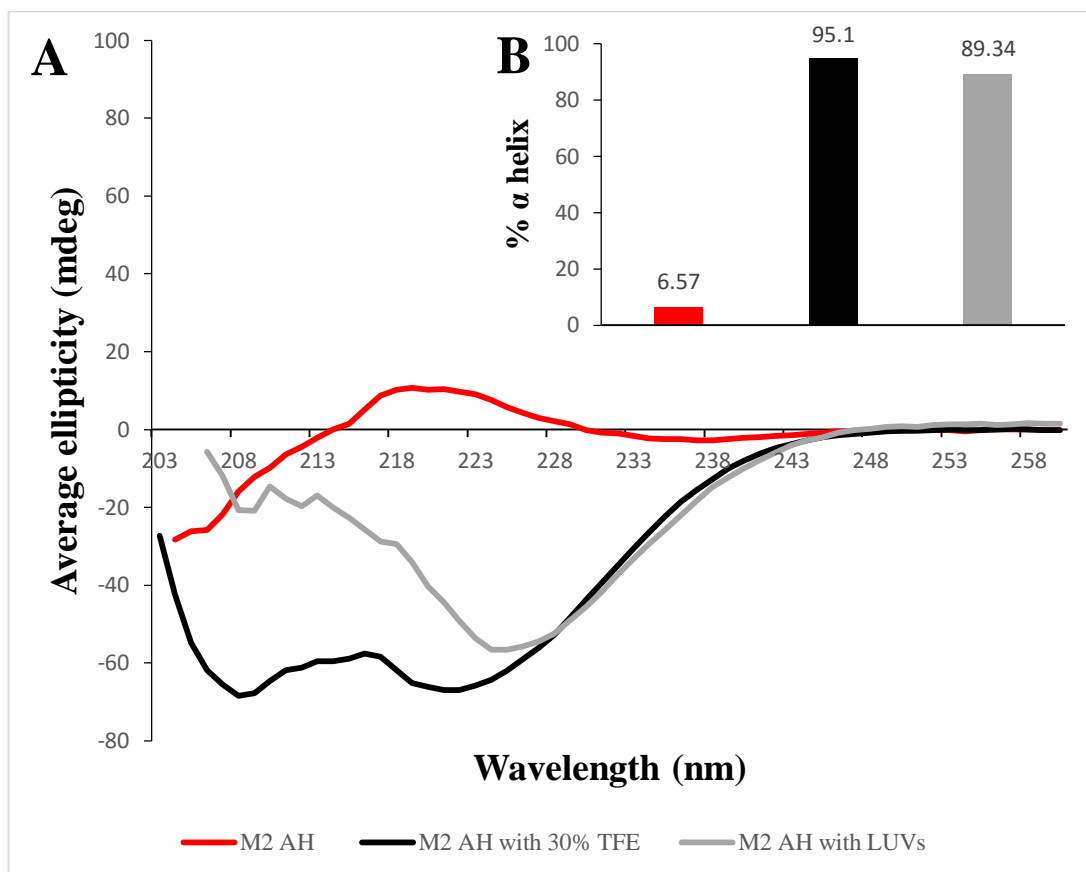 A
B
100
80
60
40
20
0
-20
-40
-60
-80
Average ellipticity (mdeg)
203 208 213 218 223 228 233 238 243 248 253 258
Wavelength (nm)
% α helix
100
80
60
40
20
0
6.57
95.1
89.34
M2 AH M2 AH with 30% TFE M2 AH with LUVs